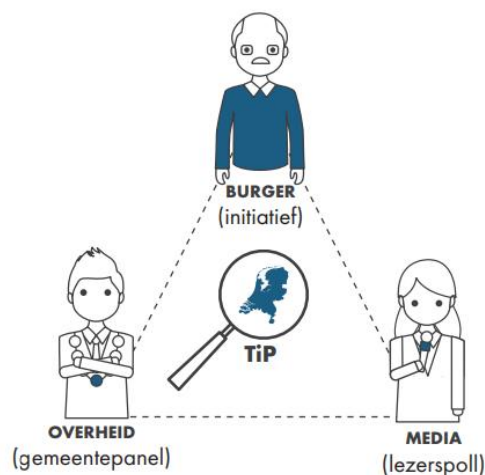 BURGER
(initiatief)
TiP
OVERHEID
(gemeentepanel)
MEDIA
(lezerspoll)